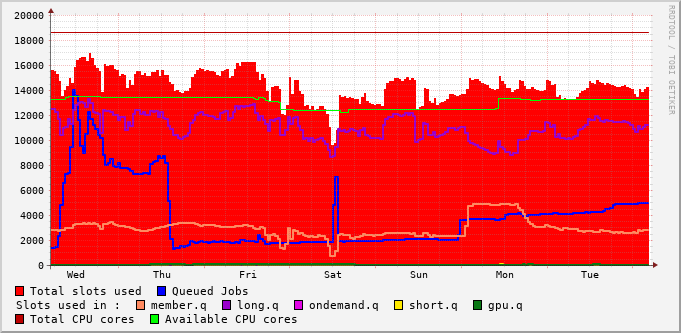 20000
18000
16000
14000
12000
10000
8000
6000
4000
2000
0
Wed Thu Fri Sat Sun Mon Tue
RRDTOOL / TOBI OETIKER
Total slots used Queued Jobs
Slots used in : member.q long.q ondemand.q short.q gpu.q
Total CPU cores Available CPU cores